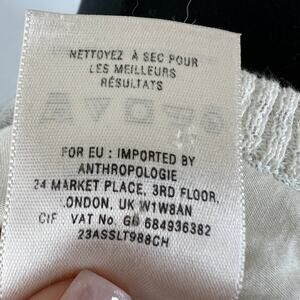 NETTOYEZ À SEC POUR
LES MEILLEURS
RÉSULTATS
FOR EU : IMPORTED BY
ANTHROPOLOGIE
24 MARKET PLACE, 3RD FLOOR,
LONDON, UK W1W8AN
CIF VAT No. GB 684936382
23ASSLT988CH